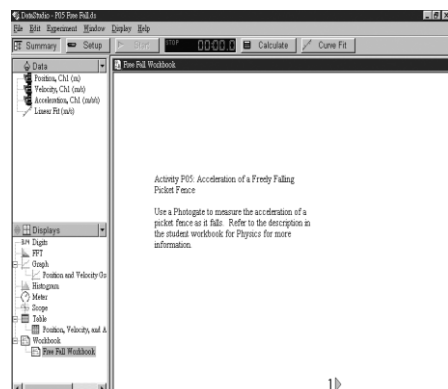 DataStudio - P05 Free Fall.ds
File Edit Experiment Window Display Help
Summary Setup Start STOP 00:00.0 Calculate Curve Fit
Data
Position, Ch1 (m)
Velocity, Ch1 (m/s)
Acceleration, Ch1 (m/s/s)
Linear Fit (m/s)
Free Fall Workbook
Activity P05: Acceleration of a Freely Falling
Picket Fence
Use a Photogate to measure the acceleration of a
picket fence as it falls. Refer to the description in
the student workbook for Physics for more
information.
Displays
Digits
FFT
Graph
Position and Velocity Gr
Histogram
Meter
Scope
Table
Position, Velocity, and A
Workbook
Free Fall Workbook
1